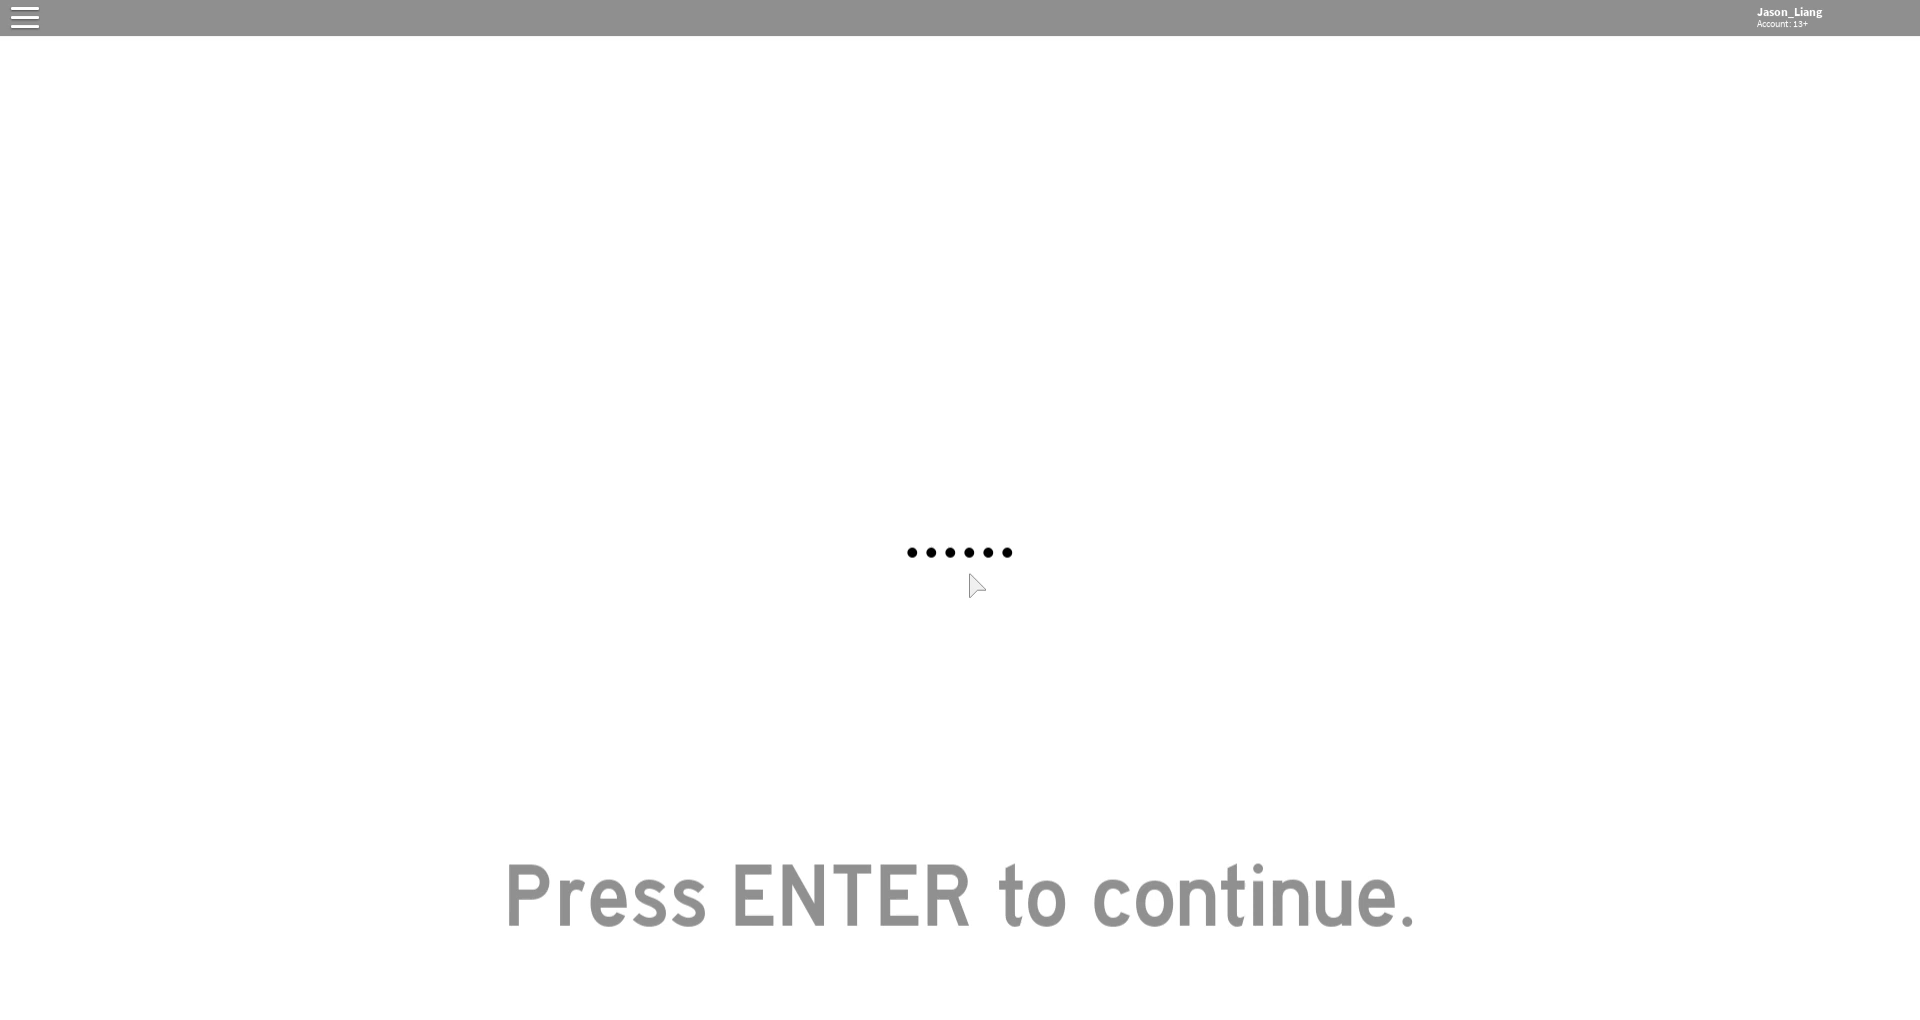 Jason_Liang
Account: 13+
......
Press ENTER to continue.